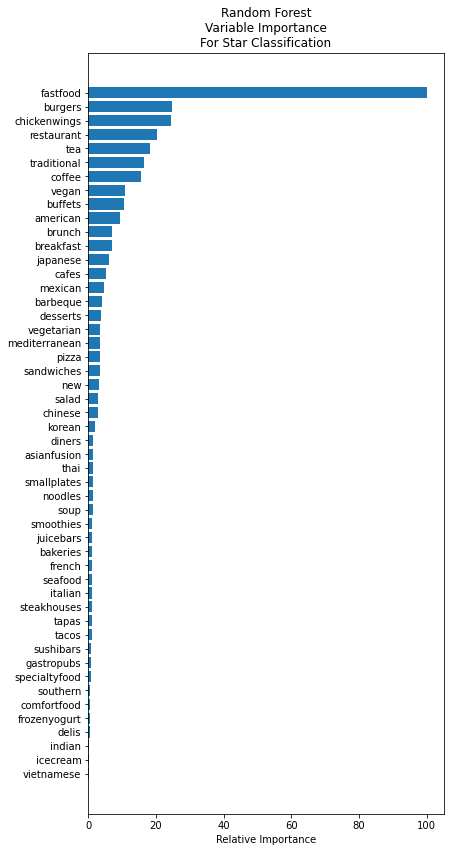 Random Forest
Variable Importance
For Star Classification
fastfood
burgers
chickenwings
restaurant
tea
traditional
coffee
vegan
buffets
american
brunch
breakfast
japanese
cafes
mexican
barbeque
desserts
vegetarian
mediterranean
pizza
sandwiches
new
salad
chinese
korean
diners
asianfusion
thai
smallplates
noodles
soup
smoothies
juicebars
bakeries
french
seafood
italian
steakhouses
tapas
tacos
sushibars
gastropubs
specialtyfood
southern
comfortfood
frozenyogurt
delis
indian
icecream
vietnamese
0 20 40 60 80 100
Relative Importance